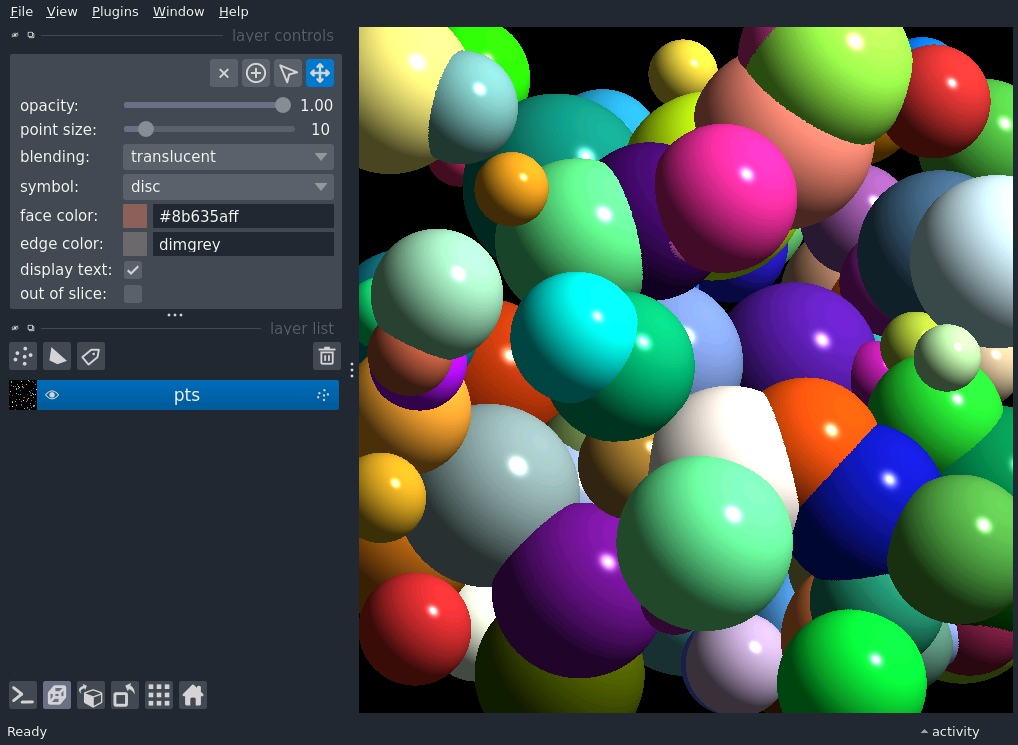 File View Plugins Window Help
layer controls
opacity: 1.00
point size: 10
blending: translucent
symbol: disc
face color: #8b635aff
edge color: dimgrey
display text:
out of slice:
layer list
pts
Ready activity